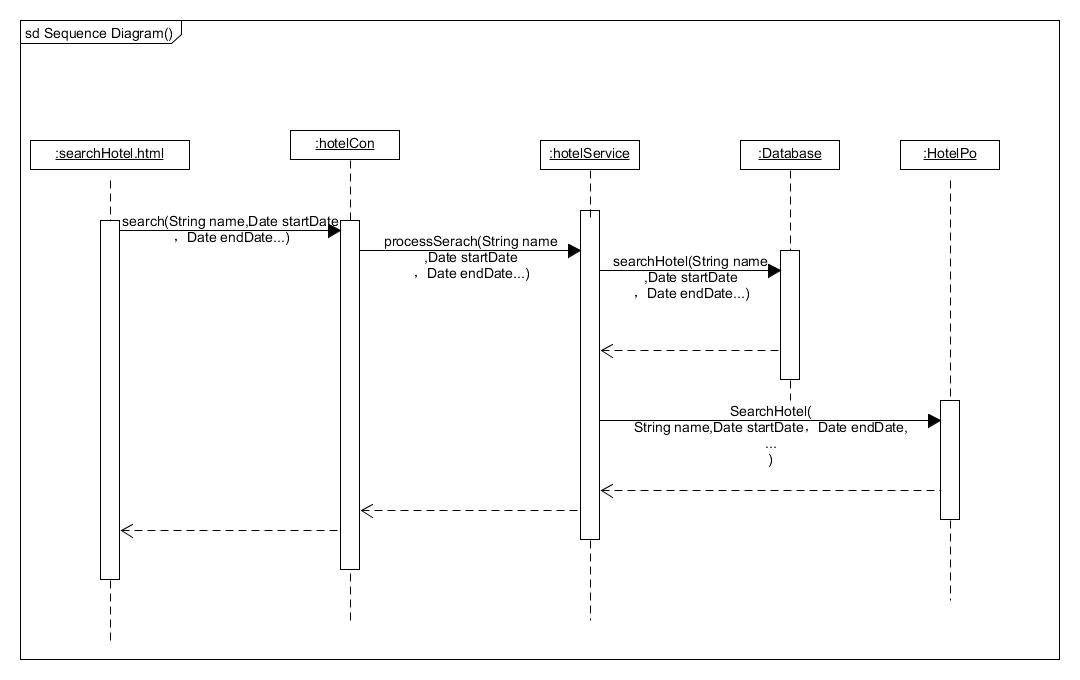 sd Sequence Diagram()
:searchHotel.html
:hotelCon
:hotelService
:Database
:HotelPo
search(String name,Date startDate
，Date endDate...)
processSerach(String name
,Date startDate
，Date endDate...)
searchHotel(String name
,Date startDate
，Date endDate...)
SearchHotel(
String name,Date startDate，Date endDate,
...
)